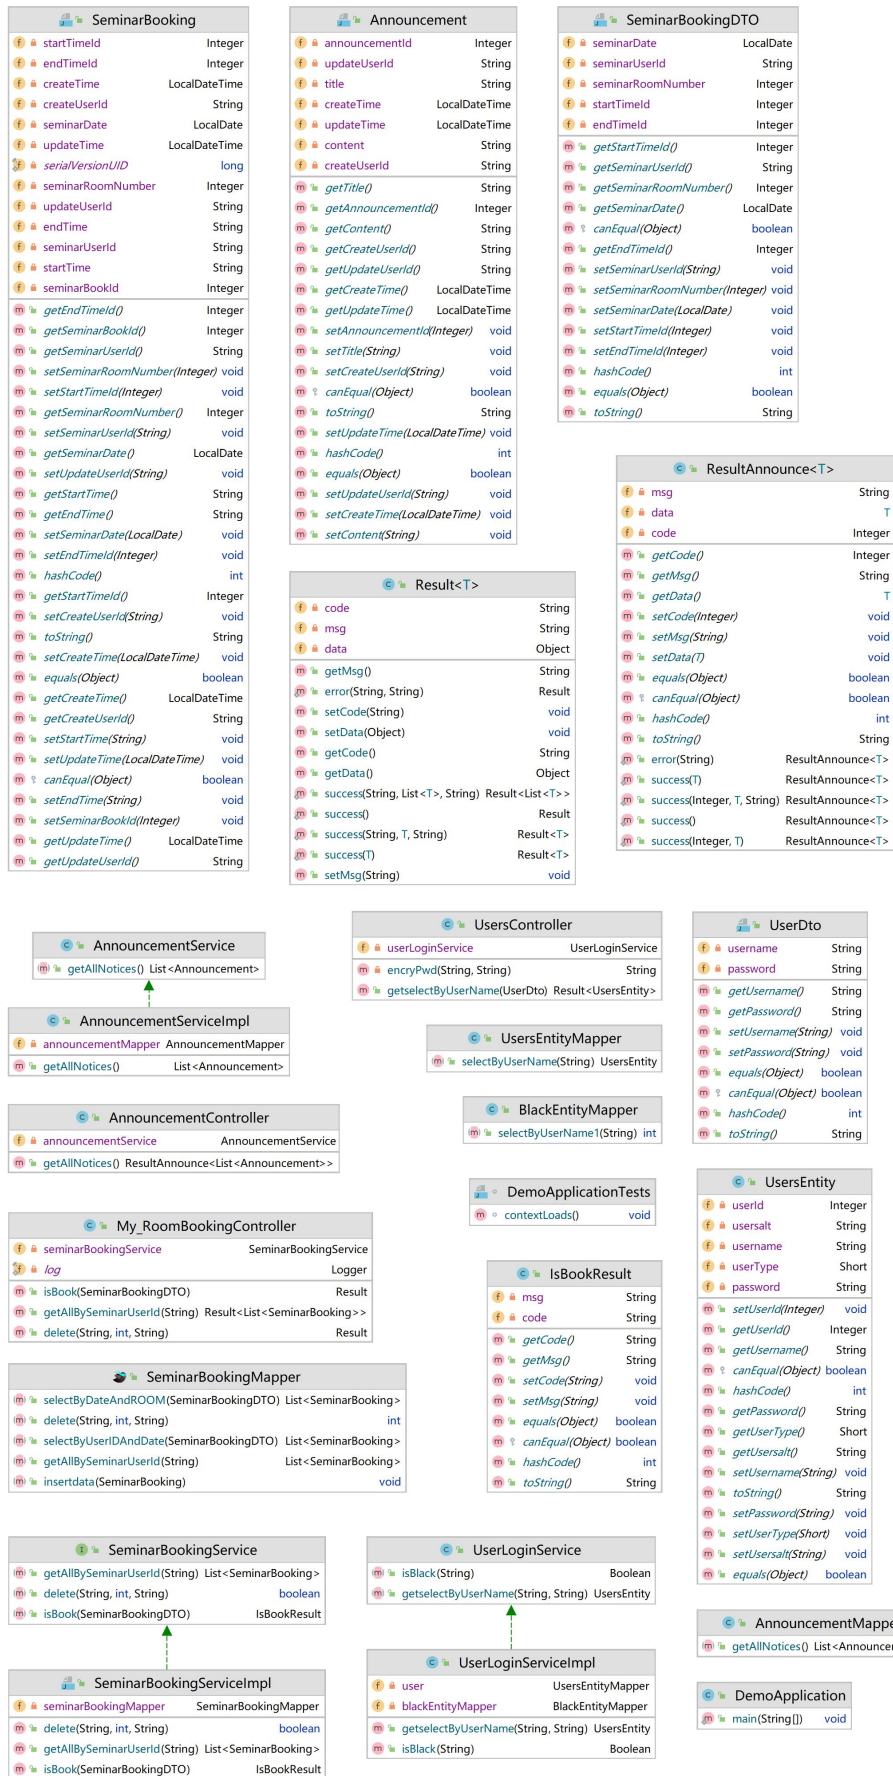 SeminarBooking
startTimeId Integer
endTimeId Integer
createTime LocalDateTime
createUserId String
seminarDate LocalDate
updateTime LocalDateTime
serialVersionUID long
seminarRoomNumber Integer
updateUserId String
endTime String
seminarUserId String
startTime String
seminarBookId Integer
getEndTimeId() Integer
getSeminarBookId() Integer
getSeminarUserId() String
setSeminarRoomNumber(Integer) void
setStartTimeId(Integer) void
getSeminarRoomNumber() Integer
setSeminarUserId(String) void
getSeminarDate() LocalDate
setUpdateUserId(String) void
getStartTime() String
getEndTime() String
setSeminarDate(LocalDate) void
setEndTimeId(Integer) void
hashCode() int
getStartTimeId() Integer
setCreateUserId(String) void
toString() String
setCreateTime(LocalDateTime) void
equals(Object) boolean
getCreateTime() LocalDateTime
getCreateUserId() String
setStartTime(String) void
setUpdateTime(LocalDateTime) void
canEqual(Object) boolean
setEndTime(String) void
setSeminarBookId(Integer) void
getUpdateTime() LocalDateTime
getUpdateUserId() String
Announcement
announcementId Integer
updateUserId String
title String
createTime LocalDateTime
updateTime LocalDateTime
content String
createUserId String
getTitle() String
getAnnouncementId() Integer
getContent() String
getCreateUserId() String
getUpdateUserId() String
getCreateTime() LocalDateTime
getUpdateTime() LocalDateTime
setAnnouncementId(Integer) void
setTitle(String) void
setCreateUserId(String) void
canEqual(Object) boolean
toString() String
setUpdateTime(LocalDateTime) void
hashCode() int
equals(Object) boolean
setUpdateUserId(String) void
setCreateTime(LocalDateTime) void
setContent(String) void
SeminarBookingDTO
seminarDate LocalDate
seminarUserId String
seminarRoomNumber Integer
startTimeId Integer
endTimeId Integer
getStartTimeId() Integer
getSeminarUserId() String
getSeminarRoomNumber() Integer
getSeminarDate() LocalDate
canEqual(Object) boolean
getEndTimeId() Integer
setSeminarUserId(String) void
setSeminarRoomNumber(Integer) void
setSeminarDate(LocalDate) void
setStartTimeId(Integer) void
setEndTimeId(Integer) void
hashCode() int
equals(Object) boolean
toString() String
ResultAnnounce<T>
msg String
data T
code Integer
getCode() Integer
getMsg() String
getData() T
setCode(Integer) void
setMsg(String) void
setData(T) void
equals(Object) boolean
canEqual(Object) boolean
hashCode() int
toString() String
error(String) ResultAnnounce<T>
success(T) ResultAnnounce<T>
success(Integer, T, String) ResultAnnounce<T>
success() ResultAnnounce<T>
success(Integer, T) ResultAnnounce<T>
Result<T>
code String
msg String
data Object
getMsg() String
error(String, String) Result
setCode(String) void
setData(Object) void
getCode() String
getData() Object
success(String, List<T>, String) Result<List<T>>
success() Result
success(String, T, String) Result<T>
success(T) Result<T>
setMsg(String) void
AnnouncementService
getAllNotices() List<Announcement>
AnnouncementServiceImpl
announcementMapper AnnouncementMapper
getAllNotices() List<Announcement>
AnnouncementController
announcementService AnnouncementService
getAllNotices() ResultAnnounce<List<Announcement>>
UsersController
userLoginService UserLoginService
encryPwd(String, String) String
getselectByUserName(UserDto) Result<UsersEntity>
UsersEntityMapper
selectByUserName(String) UsersEntity
BlackEntityMapper
selectByUserName1(String) int
DemoApplicationTests
contextLoads() void
UserDto
username String
password String
getUsername() String
getPassword() String
setUsername(String) void
setPassword(String) void
equals(Object) boolean
canEqual(Object) boolean
hashCode() int
toString() String
My_RoomBookingController
seminarBookingService SeminarBookingService
log Logger
isBook(SeminarBookingDTO) Result
getAllBySeminarUserId(String) Result<List<SeminarBooking>>
delete(String, int, String) Result
SeminarBookingMapper
selectByDateAndROOM(SeminarBookingDTO) List<SeminarBooking>
delete(String, int, String) int
selectByUserIDAndDate(SeminarBookingDTO) List<SeminarBooking>
getAllBySeminarUserId(String) List<SeminarBooking>
insertdata(SeminarBooking) void
IsBookResult
msg String
code String
getCode() String
getMsg() String
setCode(String) void
setMsg(String) void
equals(Object) boolean
canEqual(Object) boolean
hashCode() int
toString() String
UsersEntity
userId Integer
usersalt String
username String
userType Short
password String
setUserId(Integer) void
getUserId() Integer
getUsername() String
canEqual(Object) boolean
hashCode() int
getPassword() String
getUserType() Short
getUsersalt() String
setUsername(String) void
toString() String
setPassword(String) void
setUserType(Short) void
setUsersalt(String) void
equals(Object) boolean
SeminarBookingService
getAllBySeminarUserId(String) List<SeminarBooking>
delete(String, int, String) boolean
isBook(SeminarBookingDTO) IsBookResult
SeminarBookingServiceImpl
seminarBookingMapper SeminarBookingMapper
delete(String, int, String) boolean
getAllBySeminarUserId(String) List<SeminarBooking>
isBook(SeminarBookingDTO) IsBookResult
UserLoginService
isBlack(String) Boolean
getselectByUserName(String, String) UsersEntity
UserLoginServiceImpl
user UsersEntityMapper
blackEntityMapper BlackEntityMapper
getselectByUserName(String, String) UsersEntity
isBlack(String) Boolean
AnnouncementMappe
getAllNotices() List<Announcem
DemoApplication
main(String[]) void